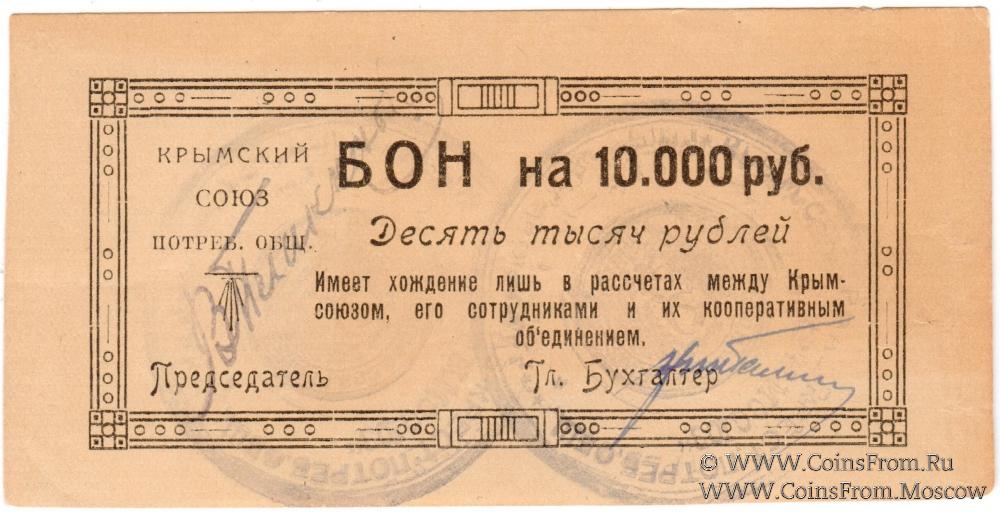 КРЫМСКИЙ
СОЮЗ
ПОТРЕБ. ОБЩ.
БОН на 10.000 руб.
Десять тысяч рублей
Имеет хождение лишь в рассчетах между Крым-
союзом, его сотрудниками и их кооперативным
об'единением.
Председатель
Гл. Бухгалтер
© WWW.CoinsFrom.Ru
WWW.CoinsFrom.Moscow